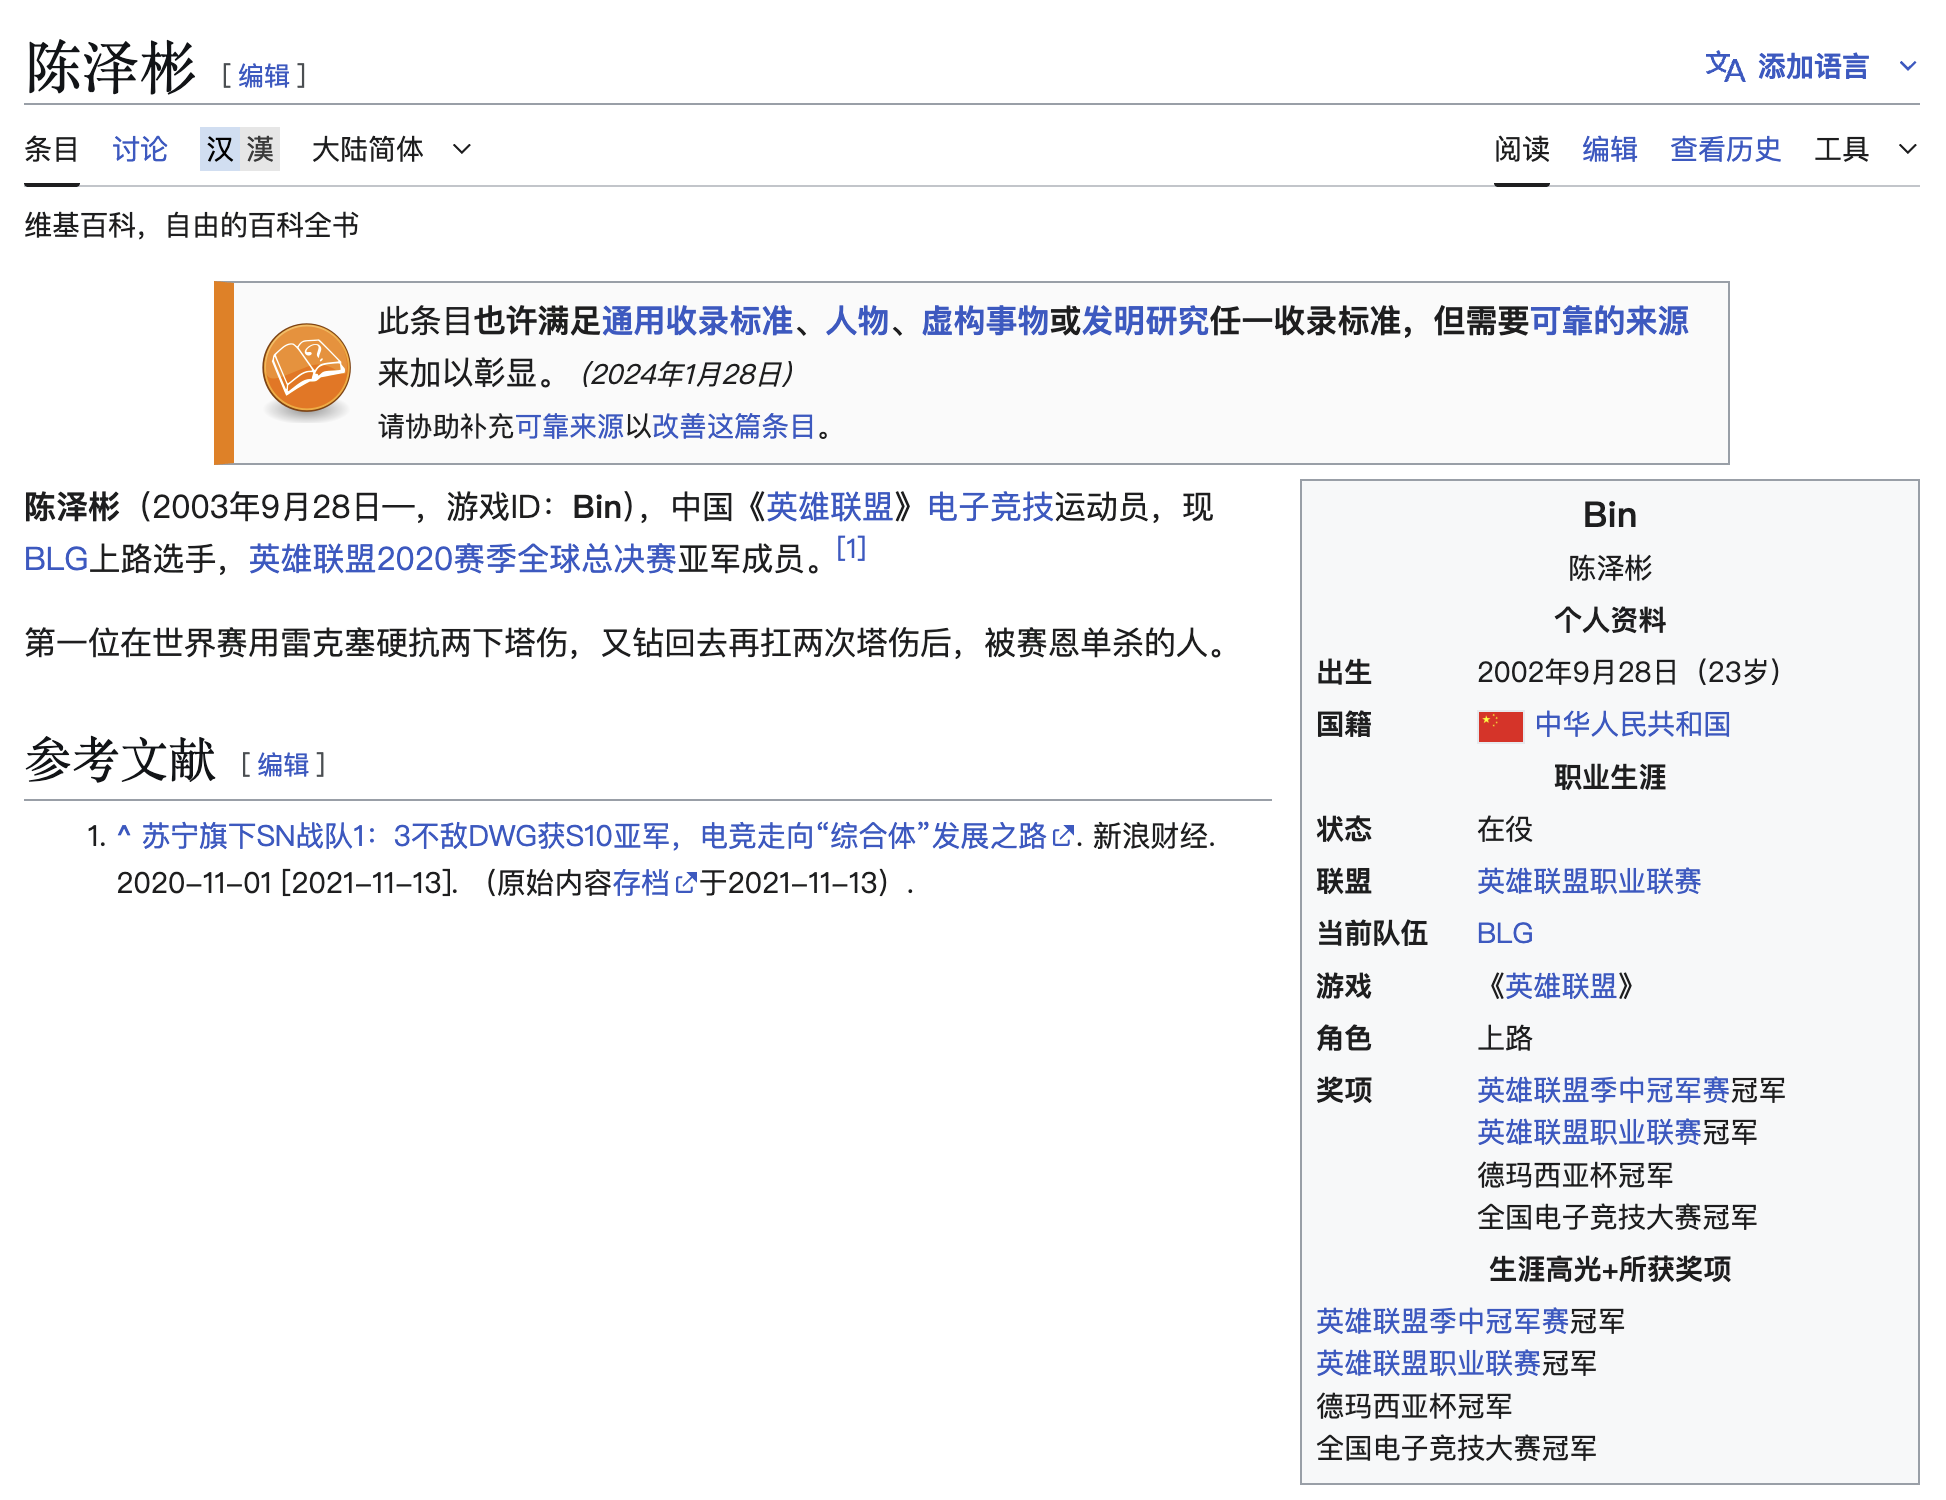 陈泽彬 [ 编辑 ]
添加语言
条目 讨论 汉 漢 大陆简体
阅读 编辑 查看历史 工具
维基百科，自由的百科全书
此条目也许满足通用收录标准、人物、虚构事物或发明研究任一收录标准，但需要可靠的来源
来加以彰显。 (2024年1月28日)
请协助补充可靠来源以改善这篇条目。
陈泽彬（2003年9月28日—，游戏ID：Bin），中国《英雄联盟》电子竞技运动员，现
BLG上路选手，英雄联盟2020赛季全球总决赛亚军成员。[1]
第一位在世界赛用雷克塞硬抗两下塔伤，又钻回去再扛两次塔伤后，被赛恩单杀的人。
参考文献 [ 编辑 ]
1. ^ 苏宁旗下SN战队1：3不敌DWG获S10亚军，电竞走向“综合体”发展之路. 新浪财经.
2020-11-01 [2021-11-13]. （原始内容存档于2021-11-13）.
Bin
陈泽彬
个人资料
出生 2002年9月28日（23岁）
国籍 中华人民共和国
职业生涯
状态 在役
联盟 英雄联盟职业联赛
当前队伍 BLG
游戏 《英雄联盟》
角色 上路
奖项 英雄联盟季中冠军赛冠军
英雄联盟职业联赛冠军
德玛西亚杯冠军
全国电子竞技大赛冠军
生涯高光+所获奖项
英雄联盟季中冠军赛冠军
英雄联盟职业联赛冠军
德玛西亚杯冠军
全国电子竞技大赛冠军